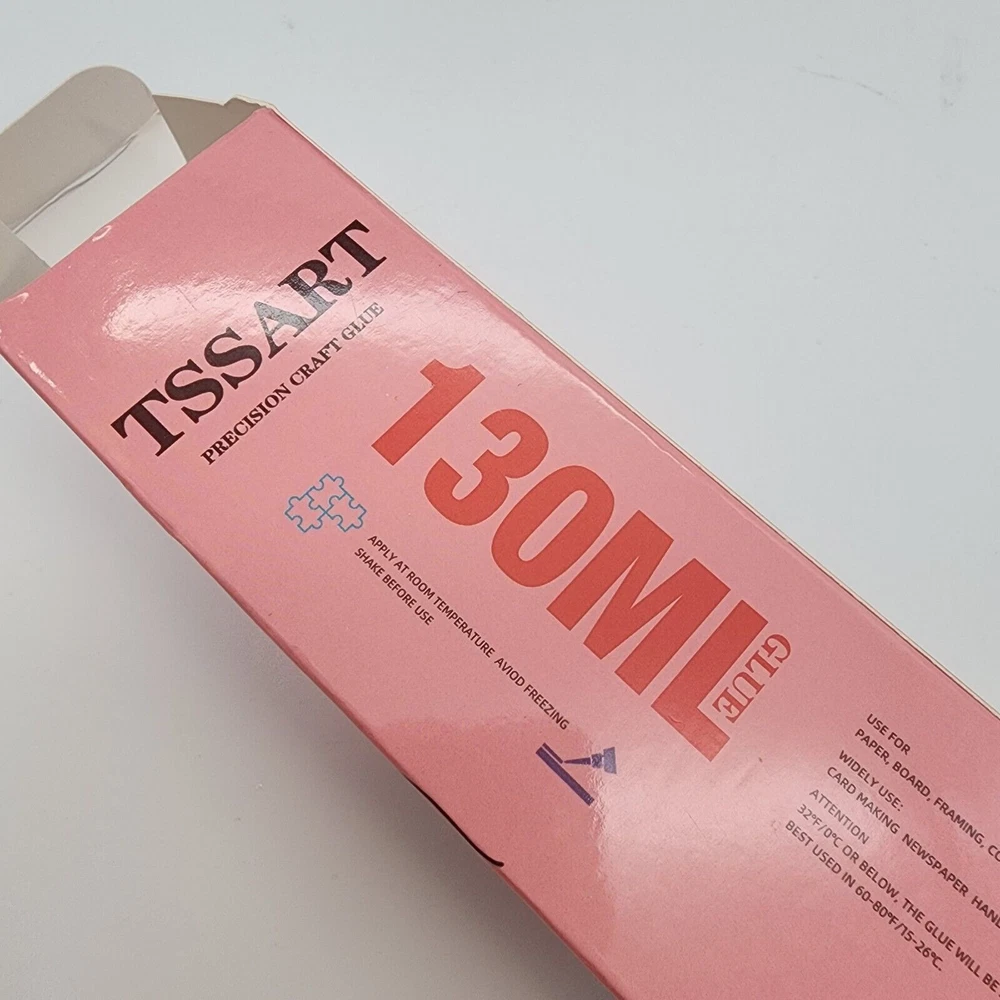 TSSART
PRECISION CRAFT GLUE
130ML
GLUE
APPLY AT ROOM TEMPERATURE AVIOD FREEZING
SHAKE BEFORE USE
USE FOR
PAPER, BOARD, FRAMING,
WIDELY USE:
CARD MAKING NEWSPAPER
ATTENTION
32°F/0°C OR BELOW, THE GLUE WILL BE
BEST USED IN 60-80°F/15-26°C.